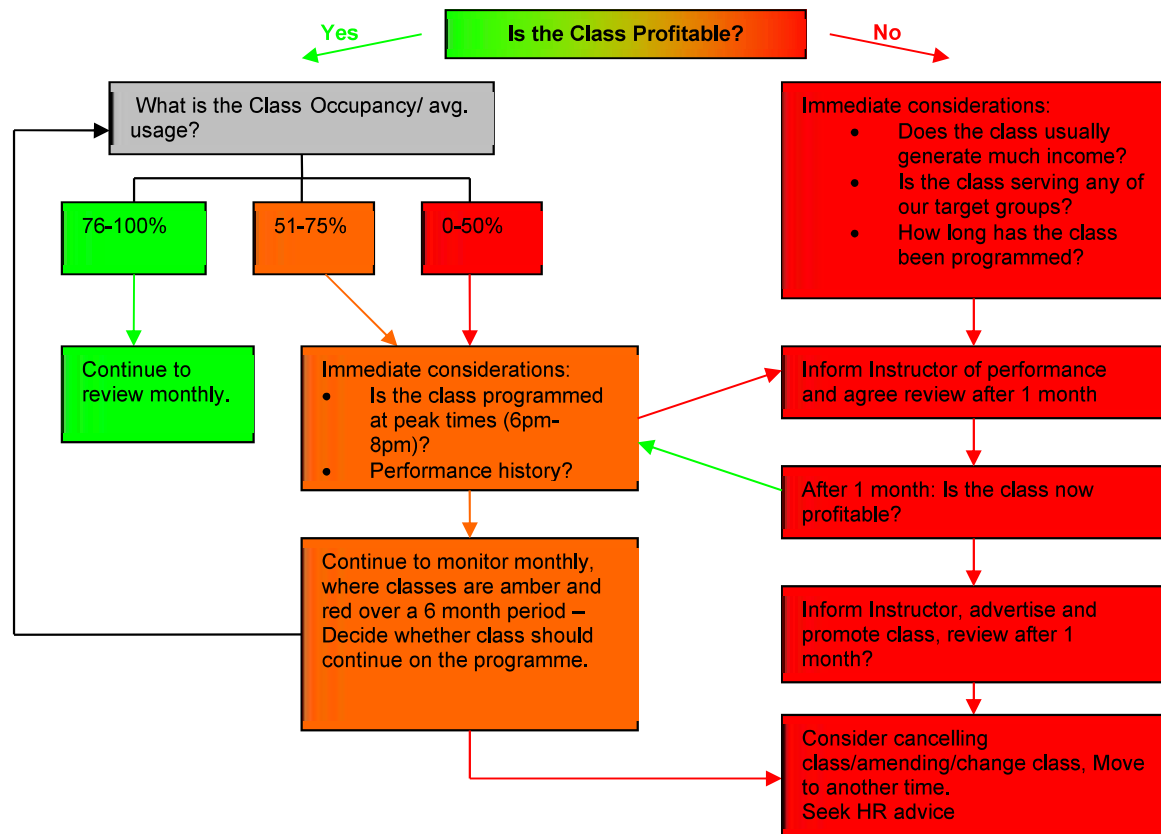 Is the Class Profitable?
Yes
No
What is the Class Occupancy/ avg.
usage?
76-100%
51-75%
0-50%
Continue to
review monthly.
Immediate considerations:
• Is the class programmed
at peak times (6pm-
8pm)?
• Performance history?
Continue to monitor monthly,
where classes are amber and
red over a 6 month period –
Decide whether class should
continue on the programme.
Immediate considerations:
• Does the class usually
generate much income?
• Is the class serving any of
our target groups?
• How long has the class
been programmed?
Inform Instructor of performance
and agree review after 1 month
After 1 month: Is the class now
profitable?
Inform Instructor, advertise and
promote class, review after 1
month?
Consider cancelling
class/amending/change class, Move
to another time.
Seek HR advice